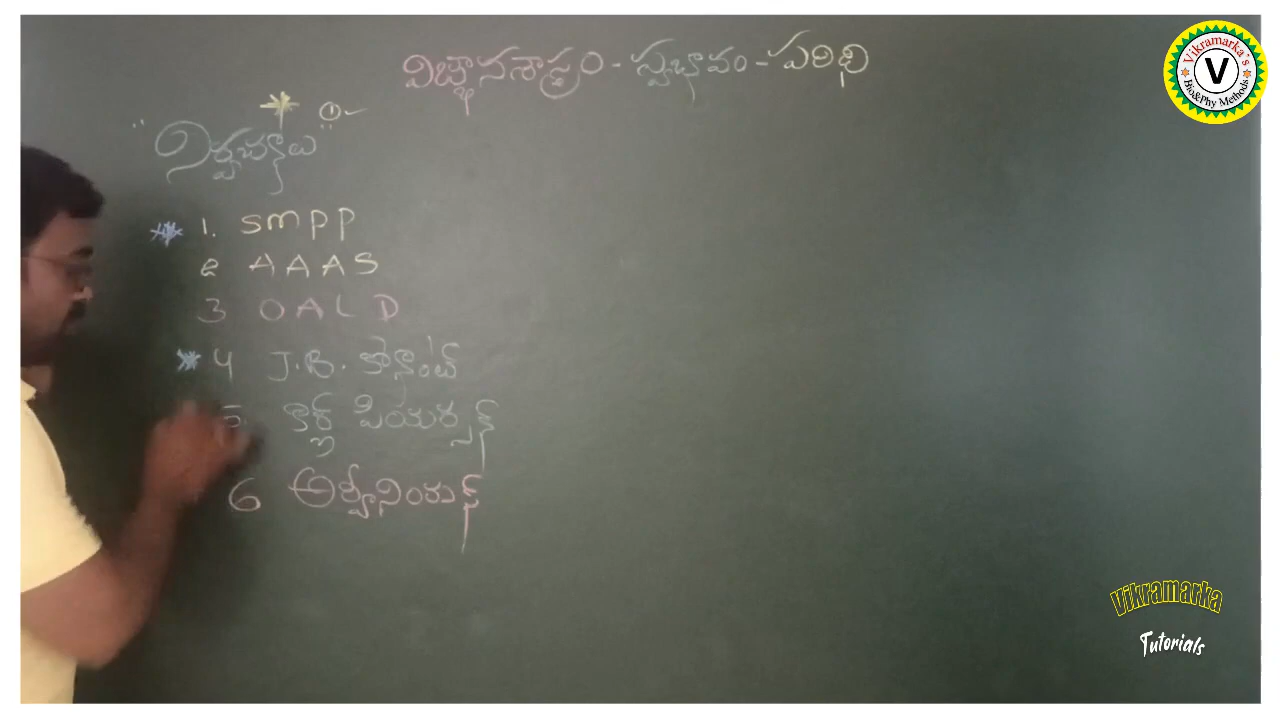 విజ్ఞానశాస్త్రం - స్వభావం - పరిధి
①
"నిర్వచనాలు"
1. SMPP
2 AAAS
3 OALD
4 J.B. కోనాంట్
5 కార్ల్ పియర్సన్
6
Vikramarka's
V
Bio&Phy Methods
Vikramarka
Tutorials